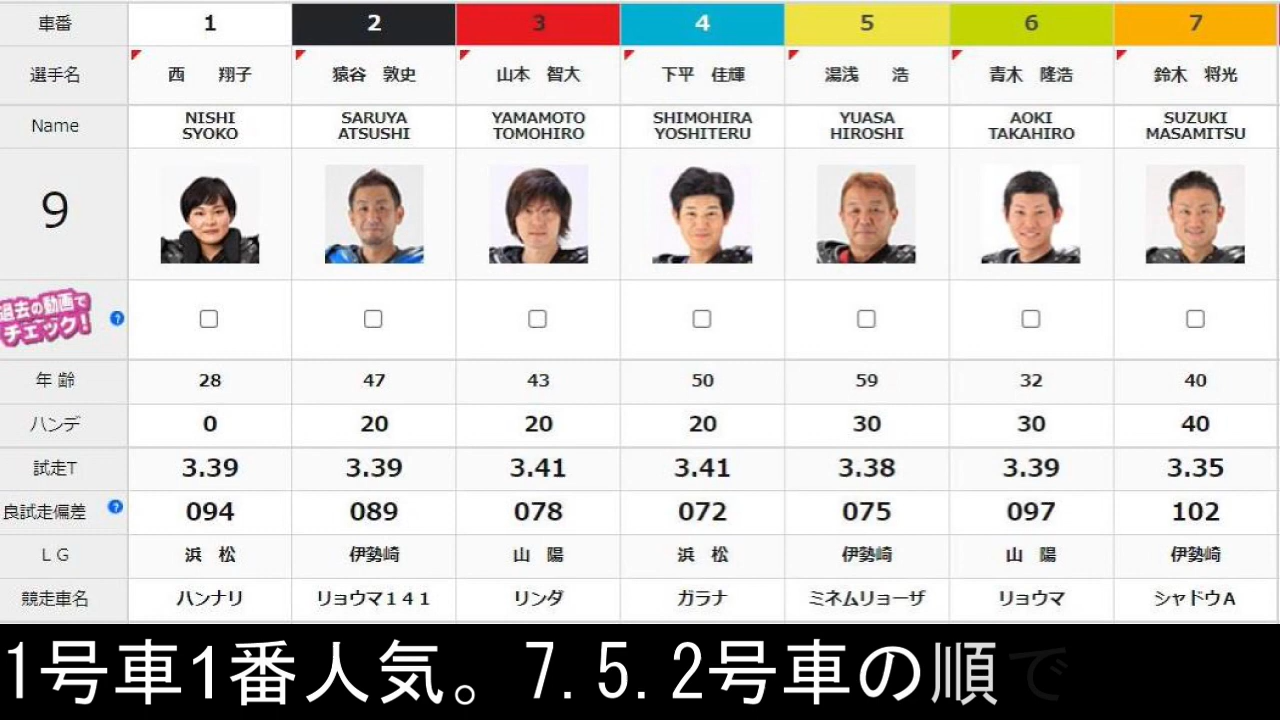 車番 1 2 3 4 5 6 7
選手名 西 翔子 猿谷 敦史 山本 智大 下平 佳輝 湯浅 浩 青木 隆浩 鈴木 将光
Name NISHI SYOKO SARUYA ATSUSHI YAMAMOTO TOMOHIRO SHIMOHIRA YOSHITERU YUASA HIROSHI AOKI TAKAHIRO SUZUKI MASAMITSU
9
過去の動画で
チェック! ?
年齢 28 47 43 50 59 32 40
ハンデ 0 20 20 20 30 30 40
試走T 3.39 3.39 3.41 3.41 3.38 3.39 3.35
良試走偏差 ? 094 089 078 072 075 097 102
LG 浜松 伊勢崎 山陽 浜松 伊勢崎 山陽 伊勢崎
競走車名 ハンナリ リョウマ141 リンダ ガラナ ミネムリョーザ リョウマ シャドウA
1号車1番人気。7.5.2号車の順で